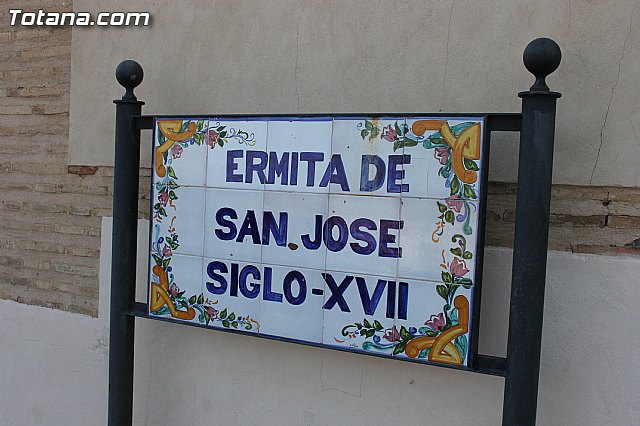 Totana.com
ERMITA DE
SAN.JOSE
SIGLO-XVII